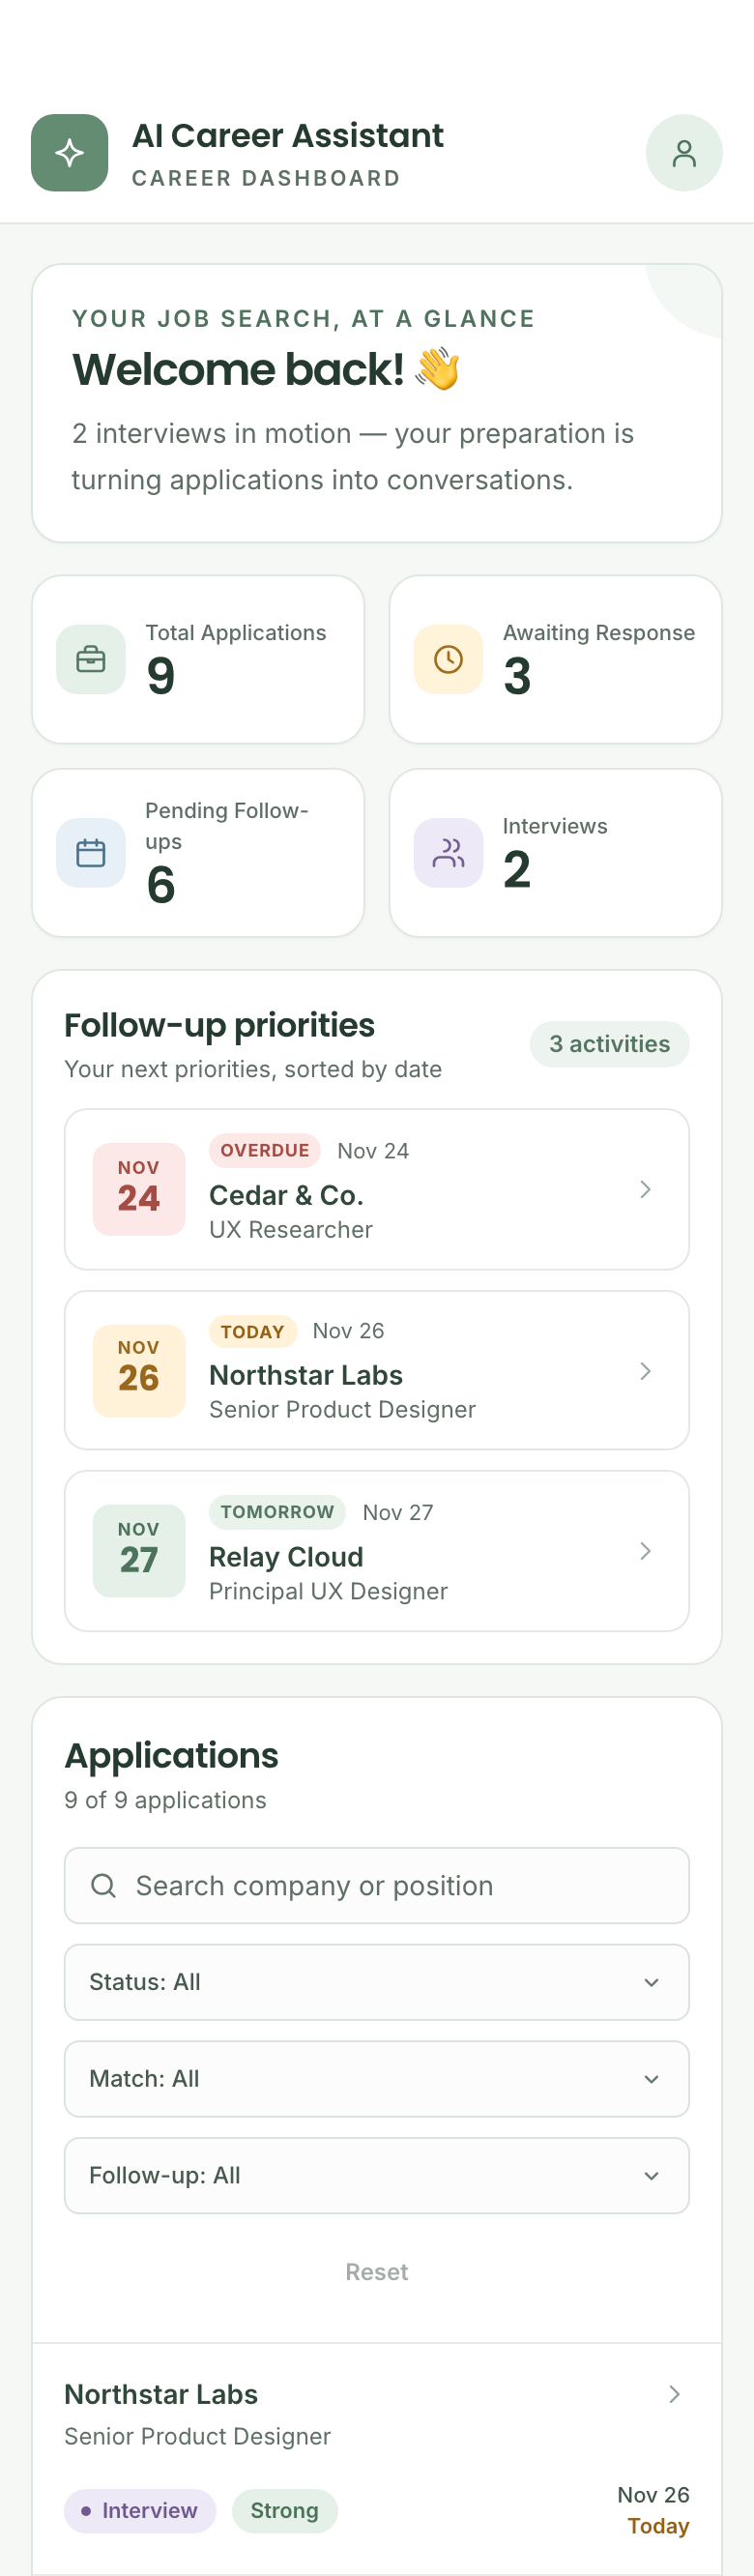 AI Career Assistant
CAREER DASHBOARD
YOUR JOB SEARCH, AT A GLANCE
Welcome back! 👋
2 interviews in motion — your preparation is
turning applications into conversations.
Total Applications
9
Awaiting Response
3
Pending Follow-
ups
6
Interviews
2
Follow-up priorities
Your next priorities, sorted by date
3 activities
NOV
24
OVERDUE Nov 24
Cedar & Co.
UX Researcher
NOV
26
TODAY Nov 26
Northstar Labs
Senior Product Designer
NOV
27
TOMORROW Nov 27
Relay Cloud
Principal UX Designer
Applications
9 of 9 applications
Search company or position
Status: All
Match: All
Follow-up: All
Reset
Northstar Labs
Senior Product Designer
Interview Strong
Nov 26
Today